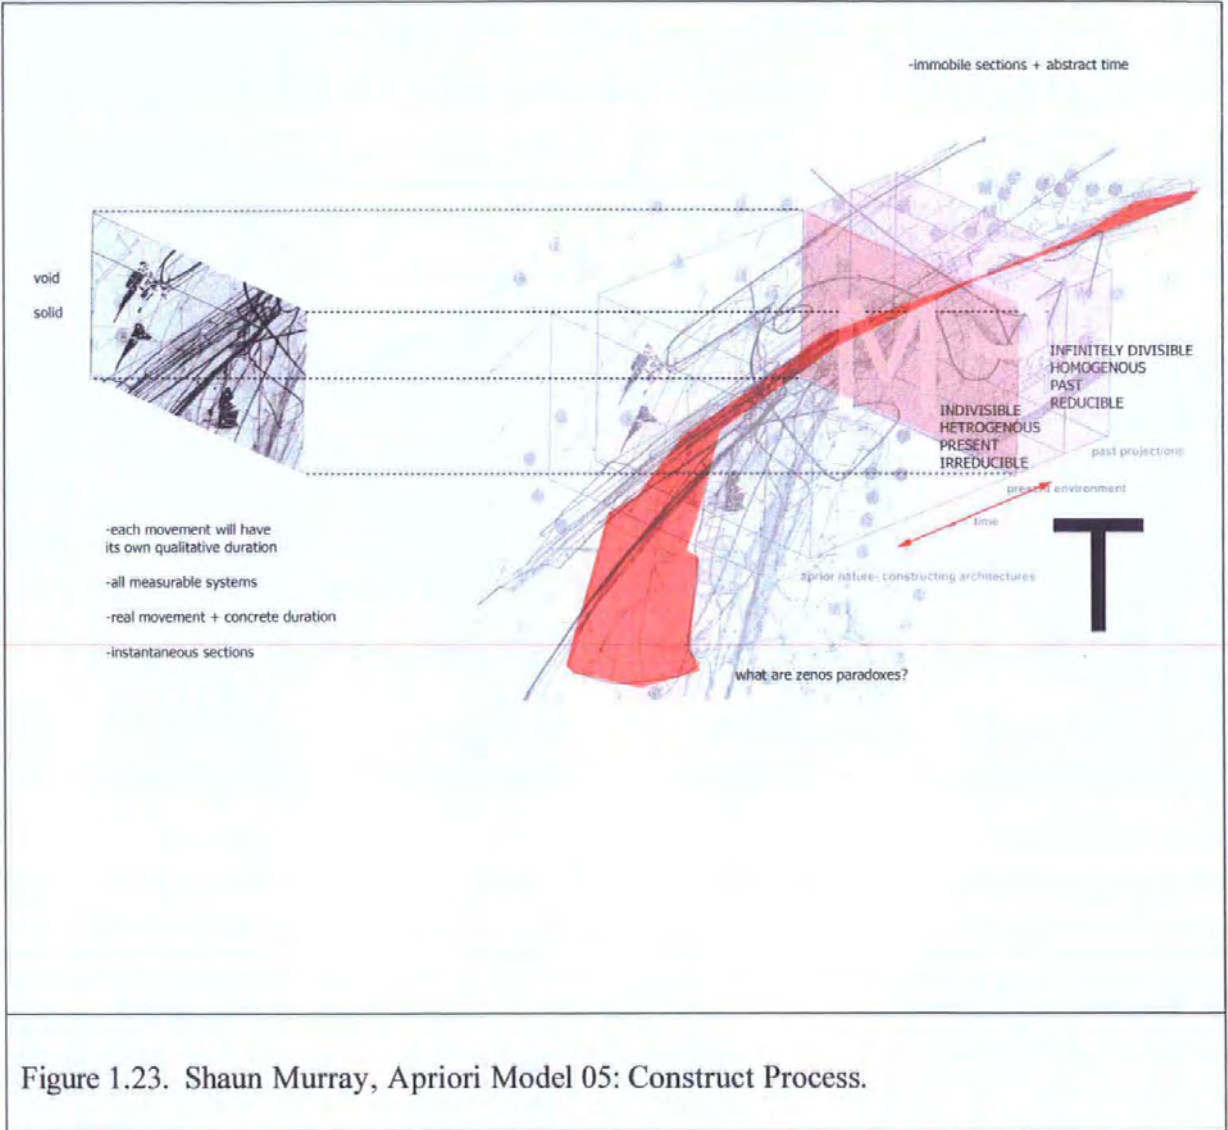 -immobile sections + abstract time
void
solid
M
INFINITELY DIVISIBLE
HOMOGENOUS
PAST
REDUCIBLE
INDIVISIBLE
HETROGENOUS
PRESENT
IRREDUCIBLE
past projections
present environment
time
T
aprior nature- constructing architectures
-each movement will have
its own qualitative duration
-all measurable systems
-real movement + concrete duration
-instantaneous sections
what are zenos paradoxes?
Figure 1.23. Shaun Murray, Apriori Model 05: Construct Process.